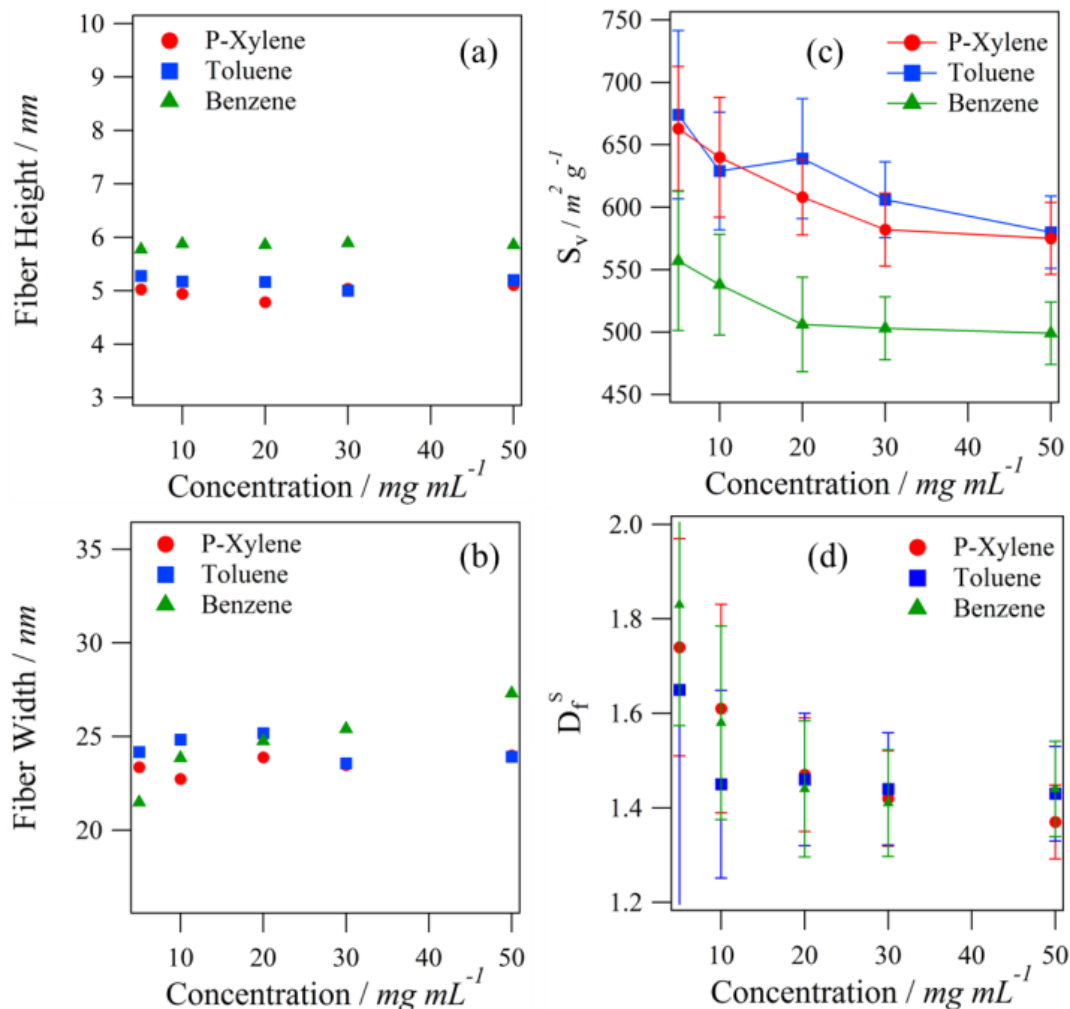 (a)
P-Xylene
Toluene
Benzene
10
9
8
7
6
5
4
3
Fiber Height / nm
10 20 30 40 50
Concentration / mg mL⁻¹
(c)
P-Xylene
Toluene
Benzene
750
700
650
600
550
500
450
Sᵥ / m² g⁻¹
10 20 30 40 50
Concentration / mg mL⁻¹
(b)
P-Xylene
Toluene
Benzene
35
30
25
20
Fiber Width / nm
10 20 30 40 50
Concentration / mg mL⁻¹
(d)
P-Xylene
Toluene
Benzene
2.0
1.8
1.6
1.4
1.2
D_f^s
10 20 30 40 50
Concentration / mg mL⁻¹